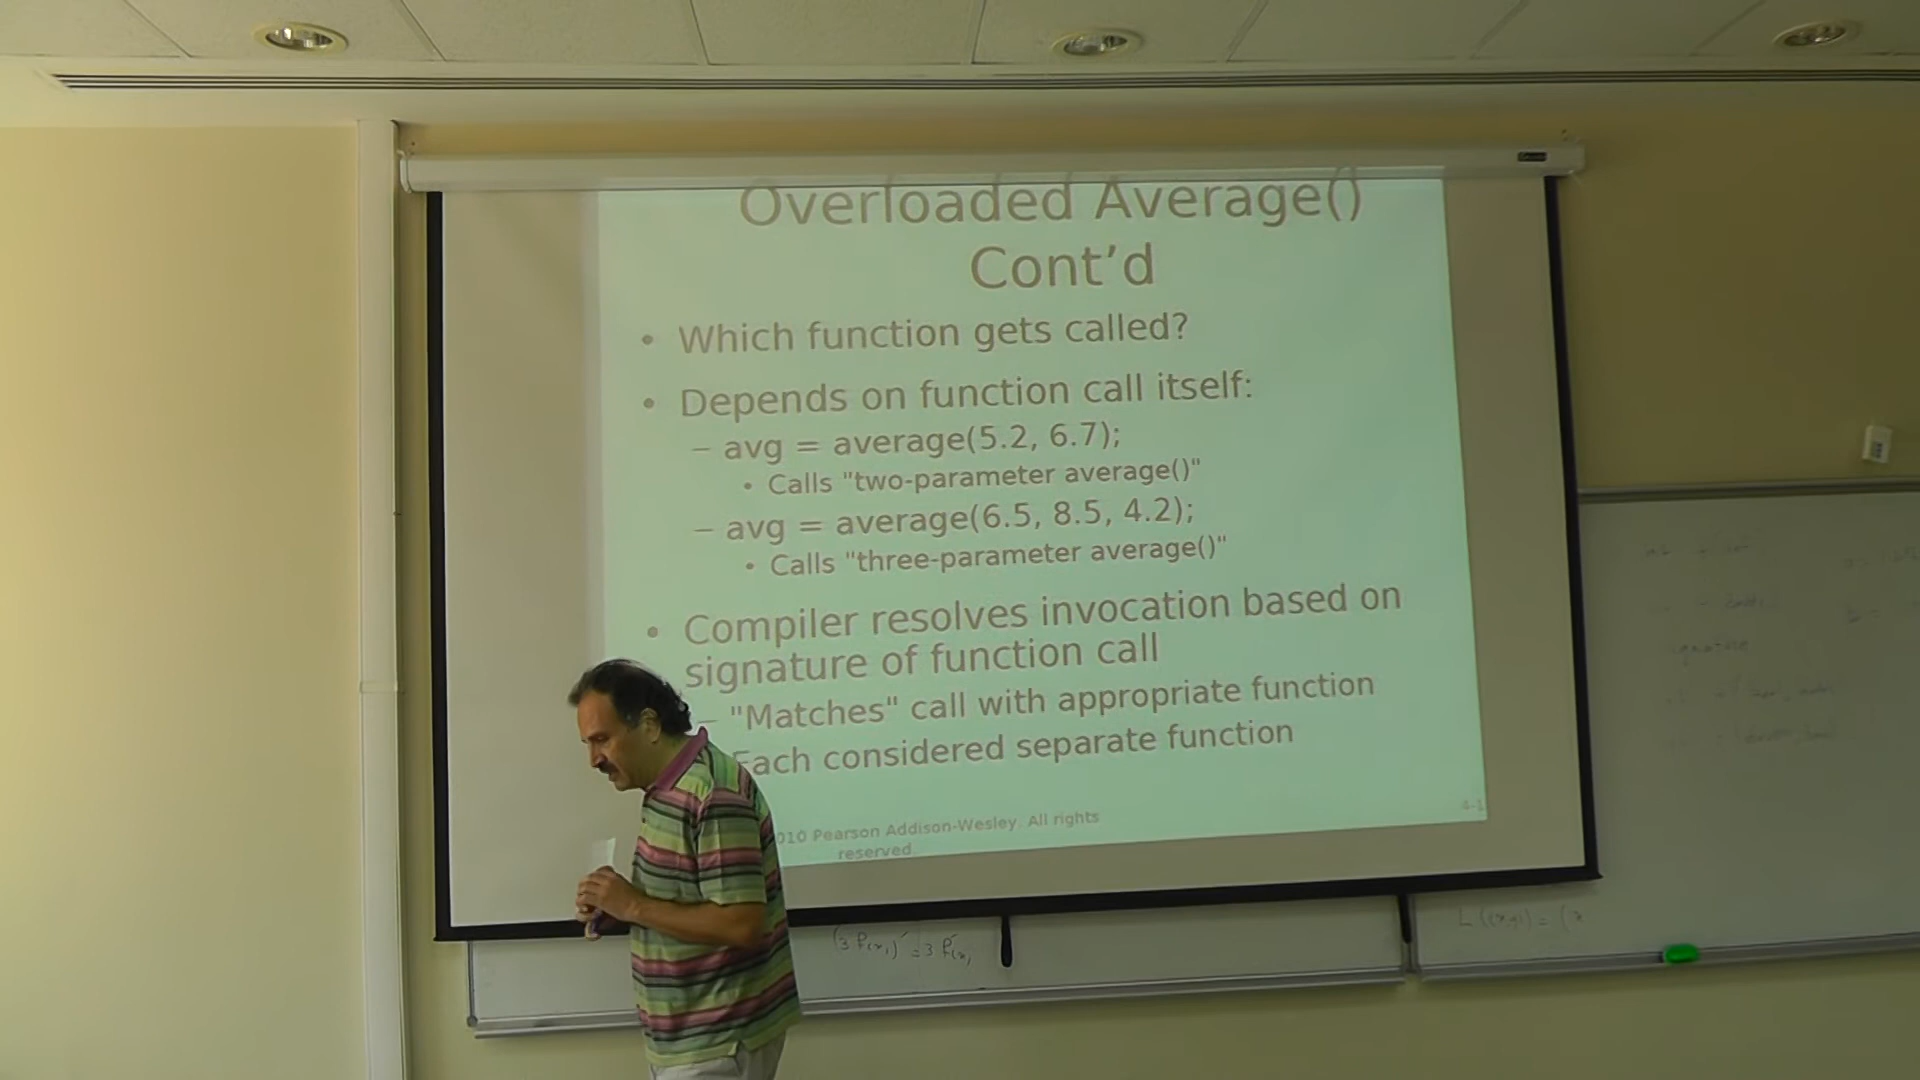 Overloaded Average()
Cont’d
• Which function gets called?
• Depends on function call itself:
– avg = average(5.2, 6.7);
• Calls "two-parameter average()"
– avg = average(6.5, 8.5, 4.2);
• Calls "three-parameter average()"
• Compiler resolves invocation based on
signature of function call
– "Matches" call with appropriate function
Each considered separate function
010 Pearson Addison-Wesley. All rights
reserved.
4-1